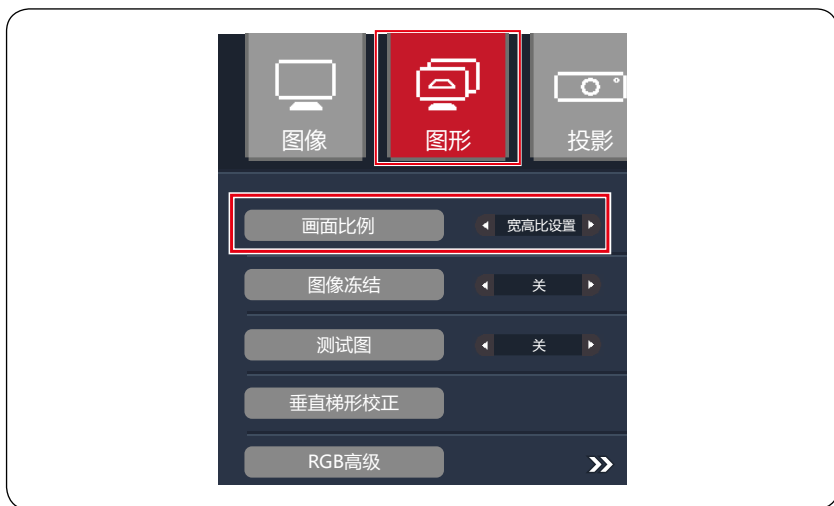 图像
图形
投影
画面比例
宽高比设置
图像冻结
关
测试图
关
垂直梯形校正
RGB高级